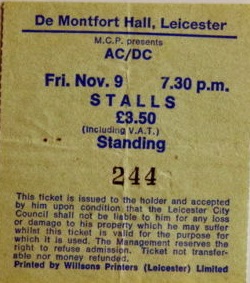 De Montfort Hall, Leicester
M.C.P. presents
AC/DC
Fri. Nov. 9 7.30 p.m.
STALLS
£3.50
(Including V.A.T.)
Standing
244
This ticket is issued to the holder and accepted
by him upon condition that the Leicester City
Council shall not be liable to him for any loss
or damage to his property which he may suffer
whilst this ticket is valid for the purpose for
which it is used. The Management reserves the
right to refuse admission. Ticket not transfer-
able nor money refunded.
Printed by Willsons Printers (Leicester) Limited